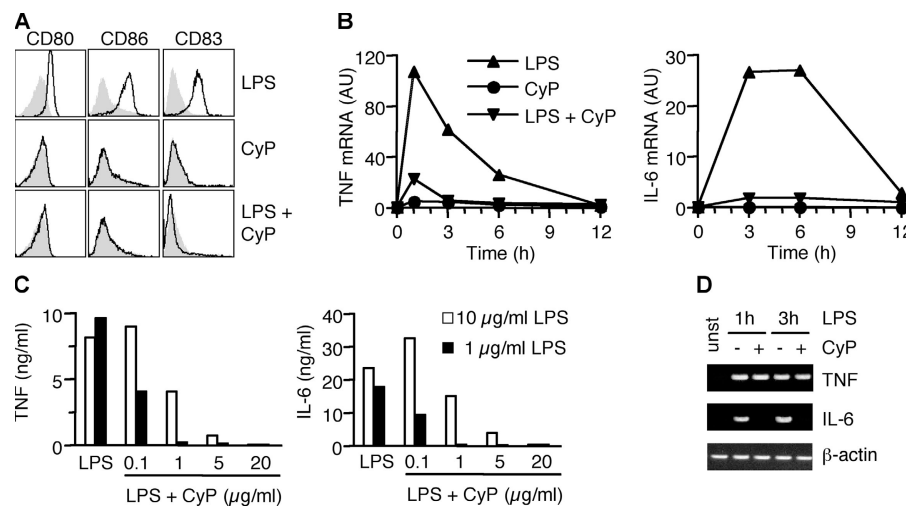 A
CD80 CD86 CD83
LPS
CyP
LPS +
CyP
B
TNF mRNA (AU)
120
80
40
0
0 3 6 9 12
Time (h)
LPS
CyP
LPS + CyP
IL-6 mRNA (AU)
30
20
10
0
0 3 6 9 12
Time (h)
C
TNF (ng/ml)
10
5
0
LPS 0.1 1 5 20
LPS + CyP (µg/ml)
IL-6 (ng/ml)
40
30
20
10
0
LPS 0.1 1 5 20
LPS + CyP (µg/ml)
10 µg/ml LPS
1 µg/ml LPS
D
unst
1h 3h LPS
- + - + CyP
TNF
IL-6
β-actin